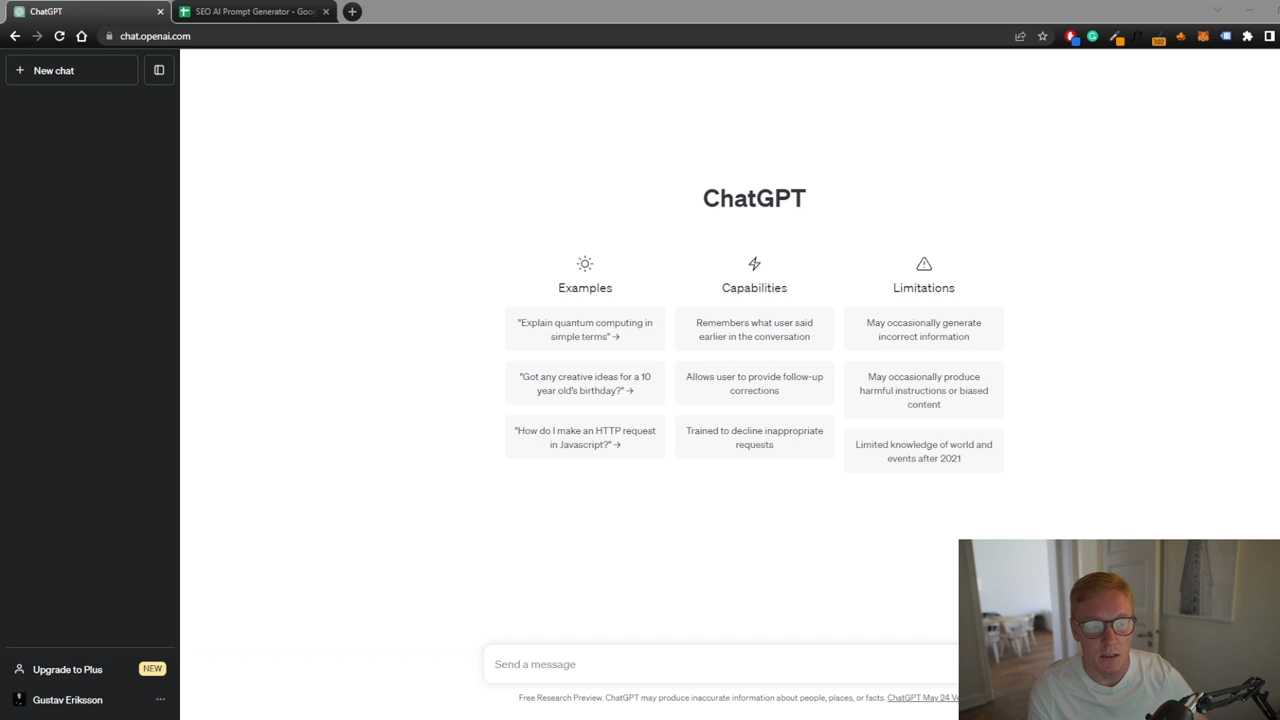 ChatGPT
SEO AI Prompt Generator - Goo
chat.openai.com
New chat
ChatGPT
Examples
Capabilities
Limitations
"Explain quantum computing in
simple terms" →
Remembers what user said
earlier in the conversation
May occasionally generate
incorrect information
"Got any creative ideas for a 10
year old's birthday?" →
Allows user to provide follow-up
corrections
May occasionally produce
harmful instructions or biased
content
"How do I make an HTTP request
in Javascript?" →
Trained to decline inappropriate
requests
Limited knowledge of world and
events after 2021
Send a message
Free Research Preview. ChatGPT may produce inaccurate information about people, places, or facts. ChatGPT May 24 Ve
Upgrade to Plus
NEW
Gustav Eriksson